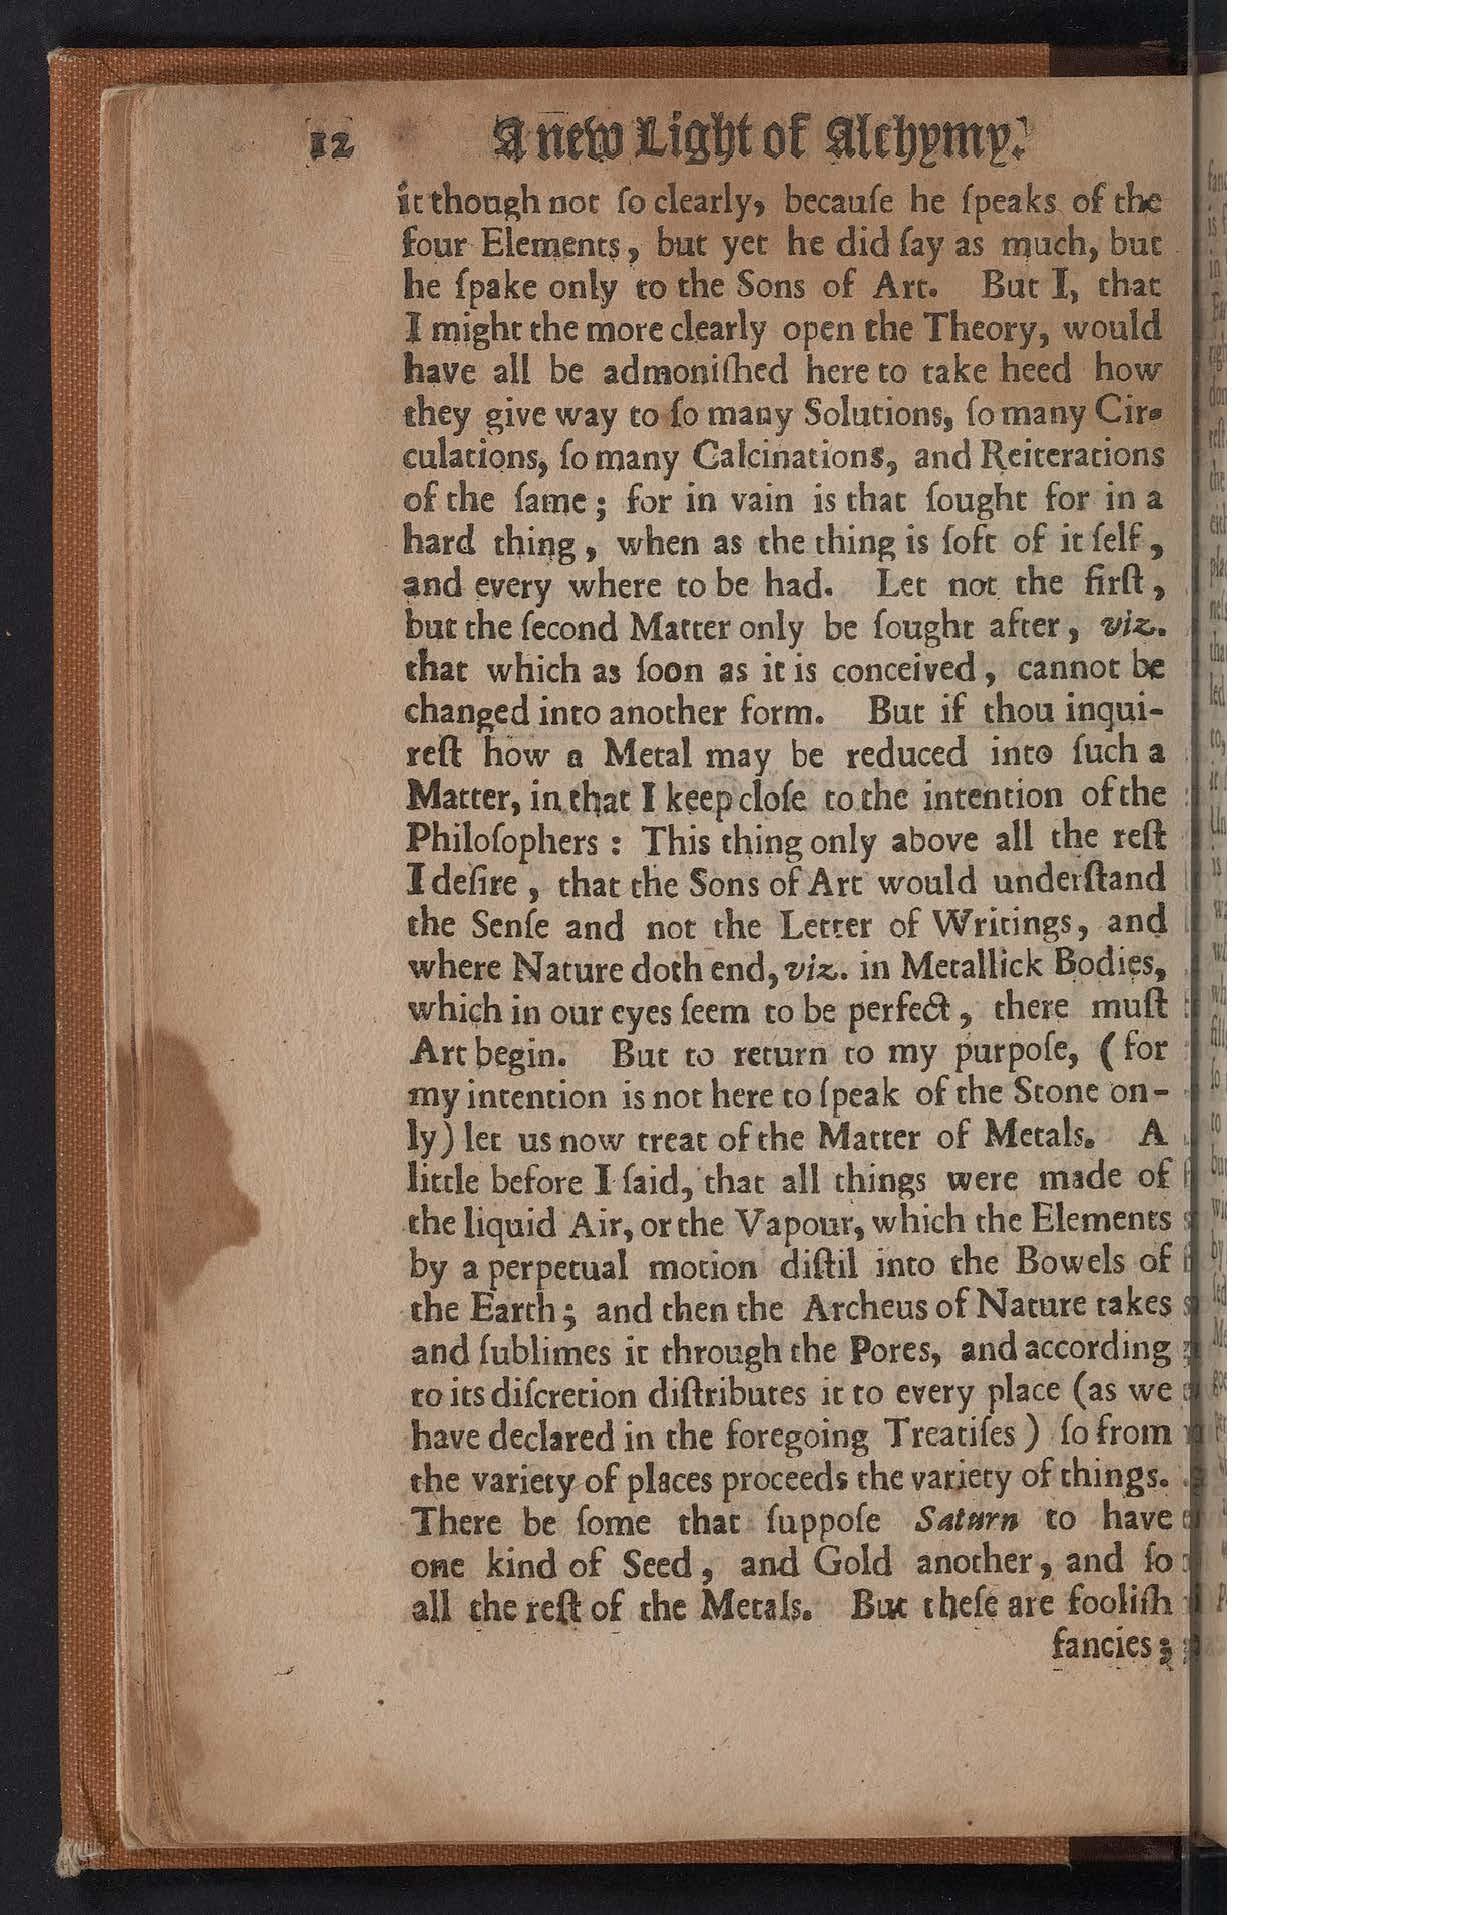 12 A new Light of Alchymy.
it though not ſo clearly, becauſe he ſpeaks of the
four Elements, but yet he did ſay as much, but
he ſpake only to the Sons of Art. But I, that
I might the more clearly open the Theory, would
have all be admoniſhed here to take heed how
they give way to ſo many Solutions, ſo many Cir-
culations, ſo many Calcinations, and Reiterations
of the ſame; for in vain is that ſought for in a
hard thing, when as the thing is ſoft of it ſelf,
and every where to be had. Let not the firſt,
but the ſecond Matter only be ſought after, viz.
that which as ſoon as it is conceived, cannot be
changed into another form. But if thou inqui-
reſt how a Metal may be reduced into ſuch a
Matter, in that I keep cloſe to the intention of the
Philoſophers: This thing only above all the reſt
I deſire, that the Sons of Art would underſtand
the Senſe and not the Letter of Writings, and
where Nature doth end, viz. in Metallick Bodies,
which in our eyes ſeem to be perfect, there muſt
Art begin. But to return to my purpoſe, (for
my intention is not here to ſpeak of the Stone on-
ly) let us now treat of the Matter of Metals. A
little before I ſaid, that all things were made of
the liquid Air, or the Vapour, which the Elements
by a perpetual motion diſtil into the Bowels of
the Earth; and then the Archeus of Nature takes
and ſublimes it through the Pores, and according
to its diſcretion diſtributes it to every place (as we
have declared in the foregoing Treatiſes) ſo from
the variety of places proceeds the variety of things.
There be ſome that ſuppoſe Saturn to have
one kind of Seed, and Gold another, and ſo
all the reſt of the Metals. But theſe are fooliſh
fancies;